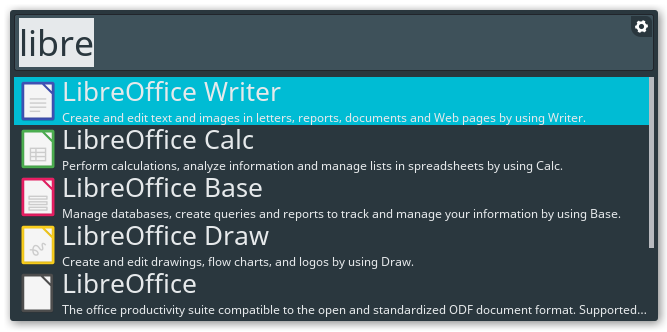 libre
LibreOffice Writer
Create and edit text and images in letters, reports, documents and Web pages by using Writer.
LibreOffice Calc
Perform calculations, analyze information and manage lists in spreadsheets by using Calc.
LibreOffice Base
Manage databases, create queries and reports to track and manage your information by using Base.
LibreOffice Draw
Create and edit drawings, flow charts, and logos by using Draw.
LibreOffice
The office productivity suite compatible to the open and standardized ODF document format. Supported...